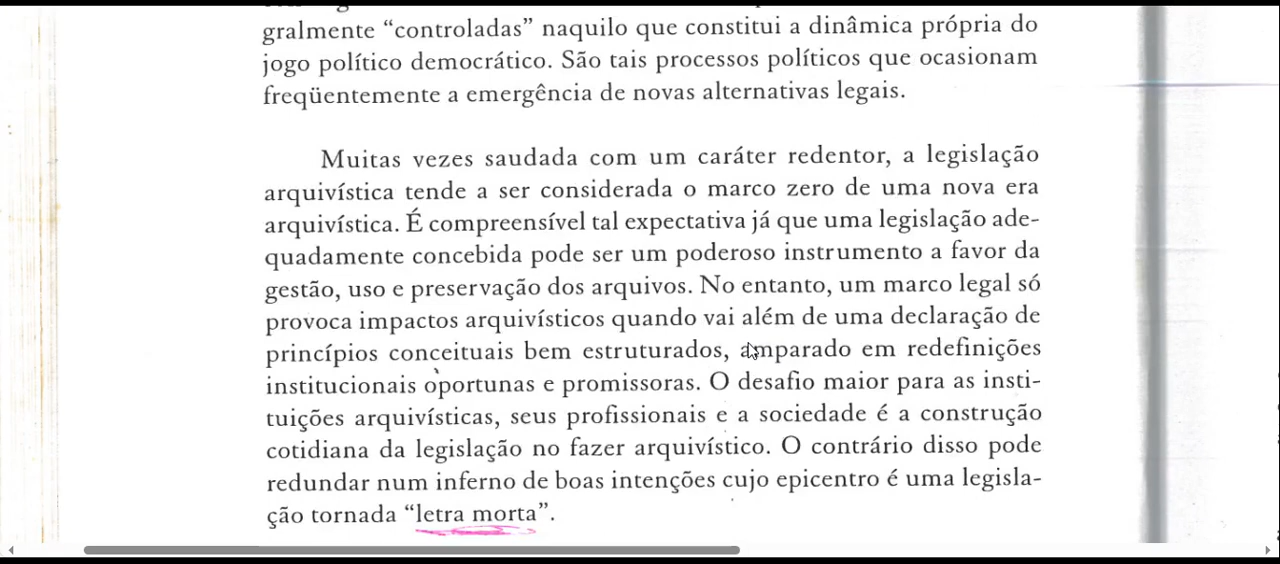 gralmente “controladas” naquilo que constitui a dinâmica própria do
jogo político democrático. São tais processos políticos que ocasionam
freqüentemente a emergência de novas alternativas legais.
Muitas vezes saudada com um caráter redentor, a legislação
arquivística tende a ser considerada o marco zero de uma nova era
arquivística. É compreensível tal expectativa já que uma legislação ade-
quadamente concebida pode ser um poderoso instrumento a favor da
gestão, uso e preservação dos arquivos. No entanto, um marco legal só
provoca impactos arquivísticos quando vai além de uma declaração de
princípios conceituais bem estruturados, amparado em redefinições
institucionais oportunas e promissoras. O desafio maior para as insti-
tuições arquivísticas, seus profissionais e a sociedade é a construção
cotidiana da legislação no fazer arquivístico. O contrário disso pode
redundar num inferno de boas intenções cujo epicentro é uma legisla-
ção tornada “letra morta”.